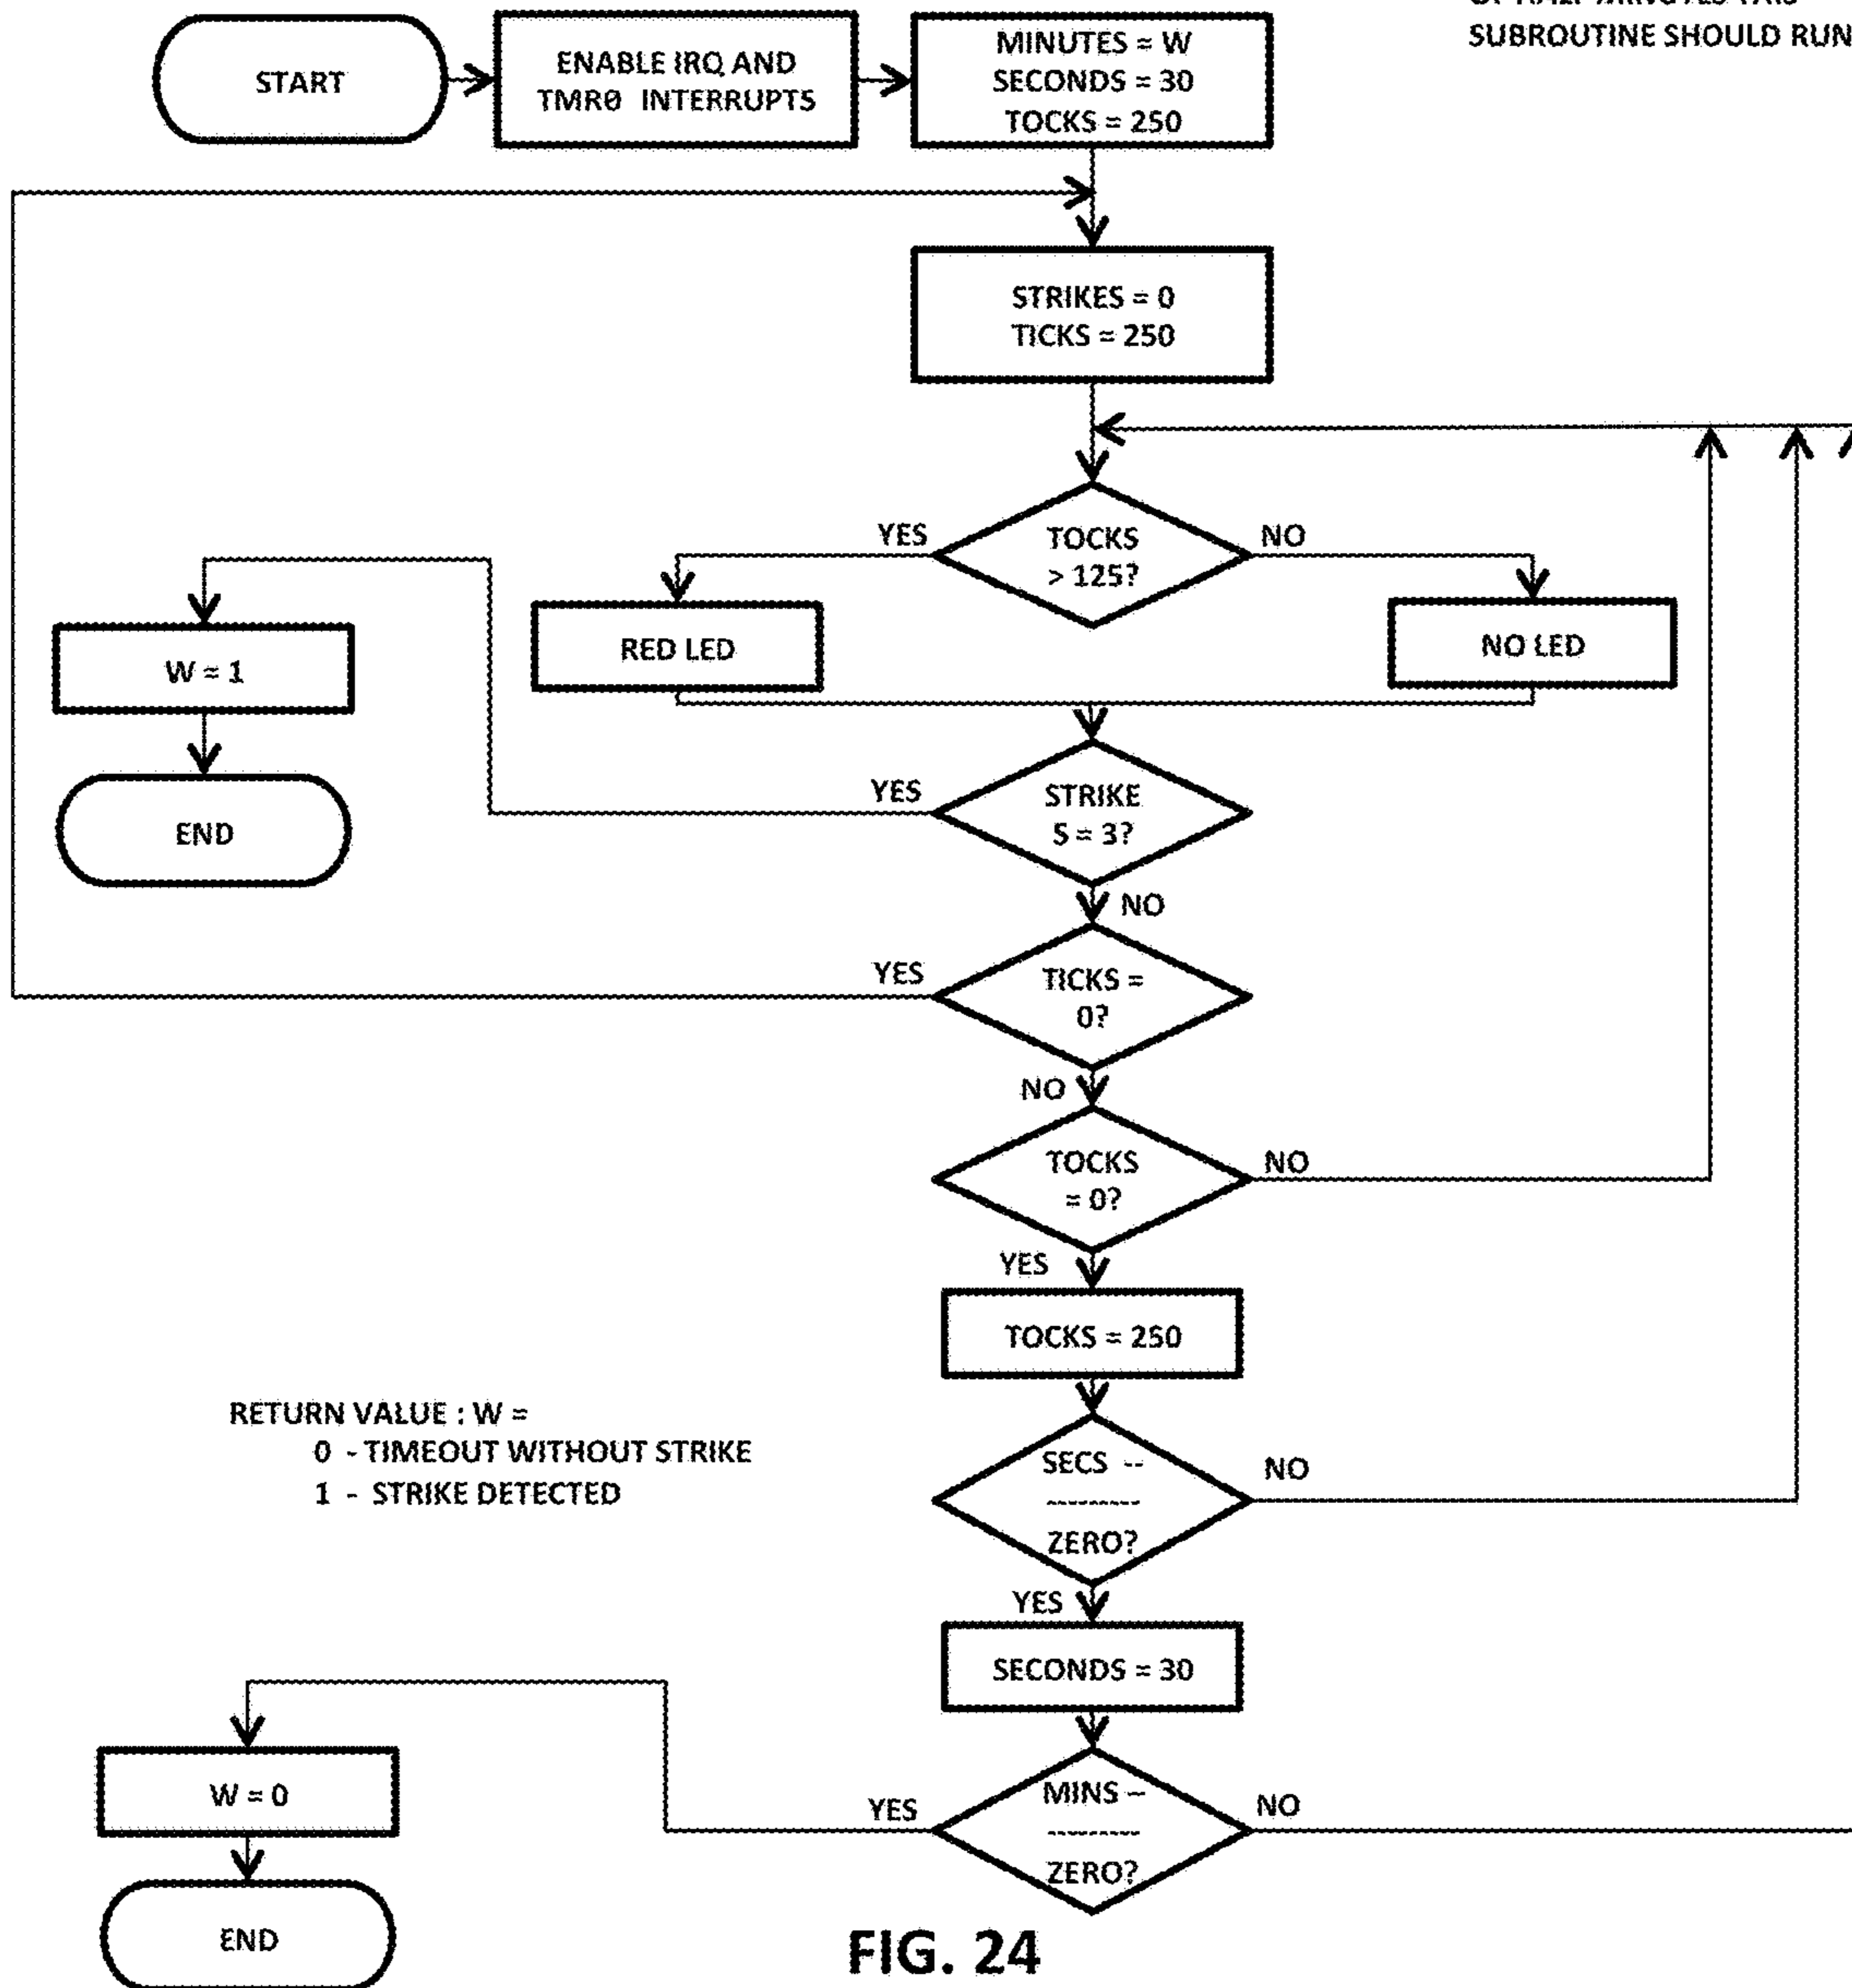 SUBROUTINE SHOULD RUN
START
ENABLE IRQ AND
TMR0 INTERRUPTS
MINUTES = W
SECONDS = 30
TOCKS = 250
STRIKES = 0
TICKS = 250
TOCKS
> 125?
YES
NO
RED LED
NO LED
W = 1
END
STRIKE
S = 3?
YES
NO
TICKS =
0?
YES
NO
TOCKS
= 0?
NO
YES
TOCKS = 250
RETURN VALUE : W =
0 - TIMEOUT WITHOUT STRIKE
1 - STRIKE DETECTED
SECS --
---------
ZERO?
NO
YES
SECONDS = 30
MINS --
---------
ZERO?
YES
NO
W = 0
END
FIG. 24